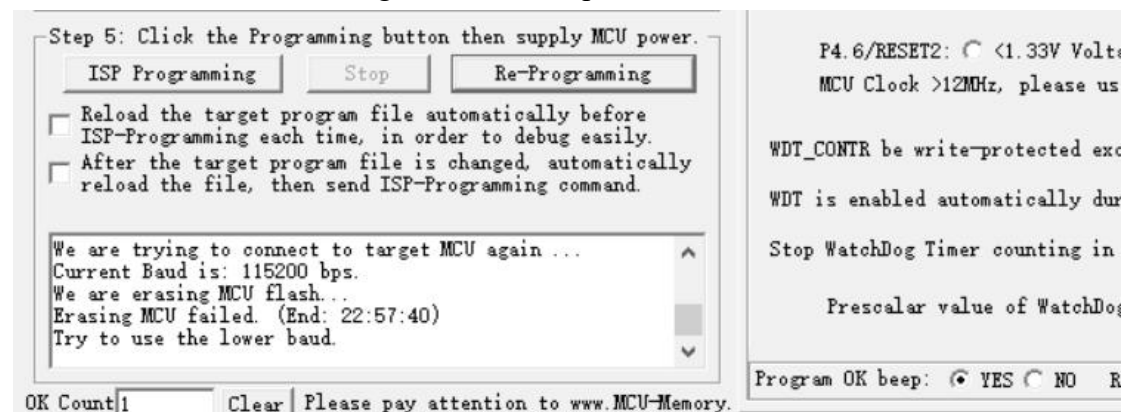 Step 5: Click the Programming button then supply MCU power.
ISP Programming
Stop
Re-Programming
Reload the target program file automatically before
ISP-Programming each time, in order to debug easily.
After the target program file is changed, automatically
reload the file, then send ISP-Programming command.
We are trying to connect to target MCU again ...
Current Baud is: 115200 bps.
We are erasing MCU flash...
Erasing MCU failed. (End: 22:57:40)
Try to use the lower baud.
OK Count 1 Clear Please pay attention to www.MCU-Memory.
P4.6/RESET2: <1.33V
MCU Clock >12MHz, please
WDT_CONTR be write-protected
WDT is enabled automatically
Stop WatchDog Timer counting in
Prescalar value of
Program OK beep: YES NO